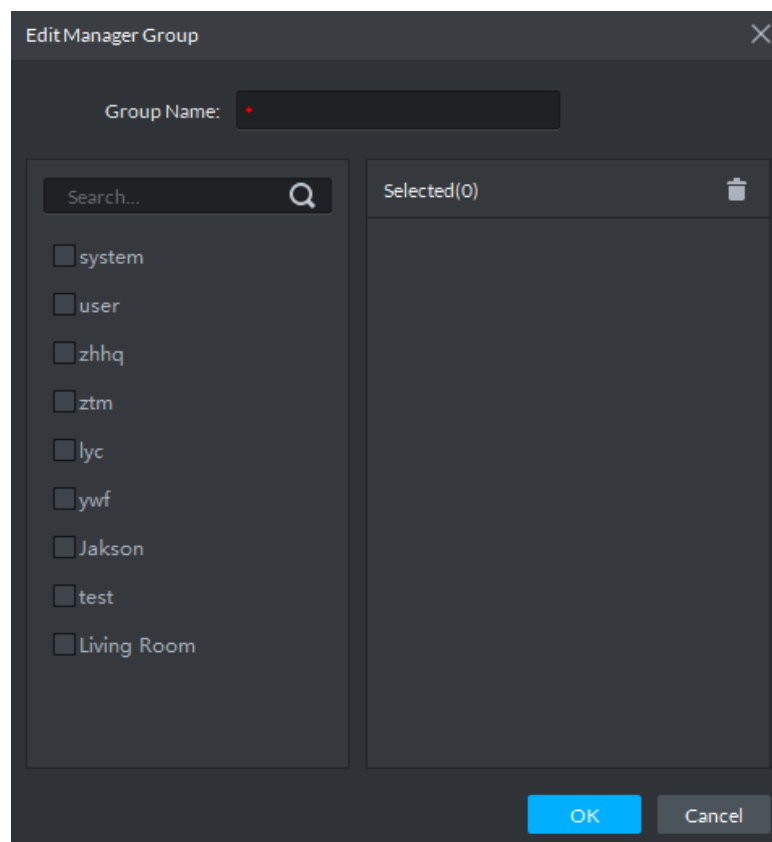 Edit Manager Group
Group Name: *
Search...
Selected(0)
system
user
zhhq
ztm
lyc
ywf
Jakson
test
Living Room
OK
Cancel